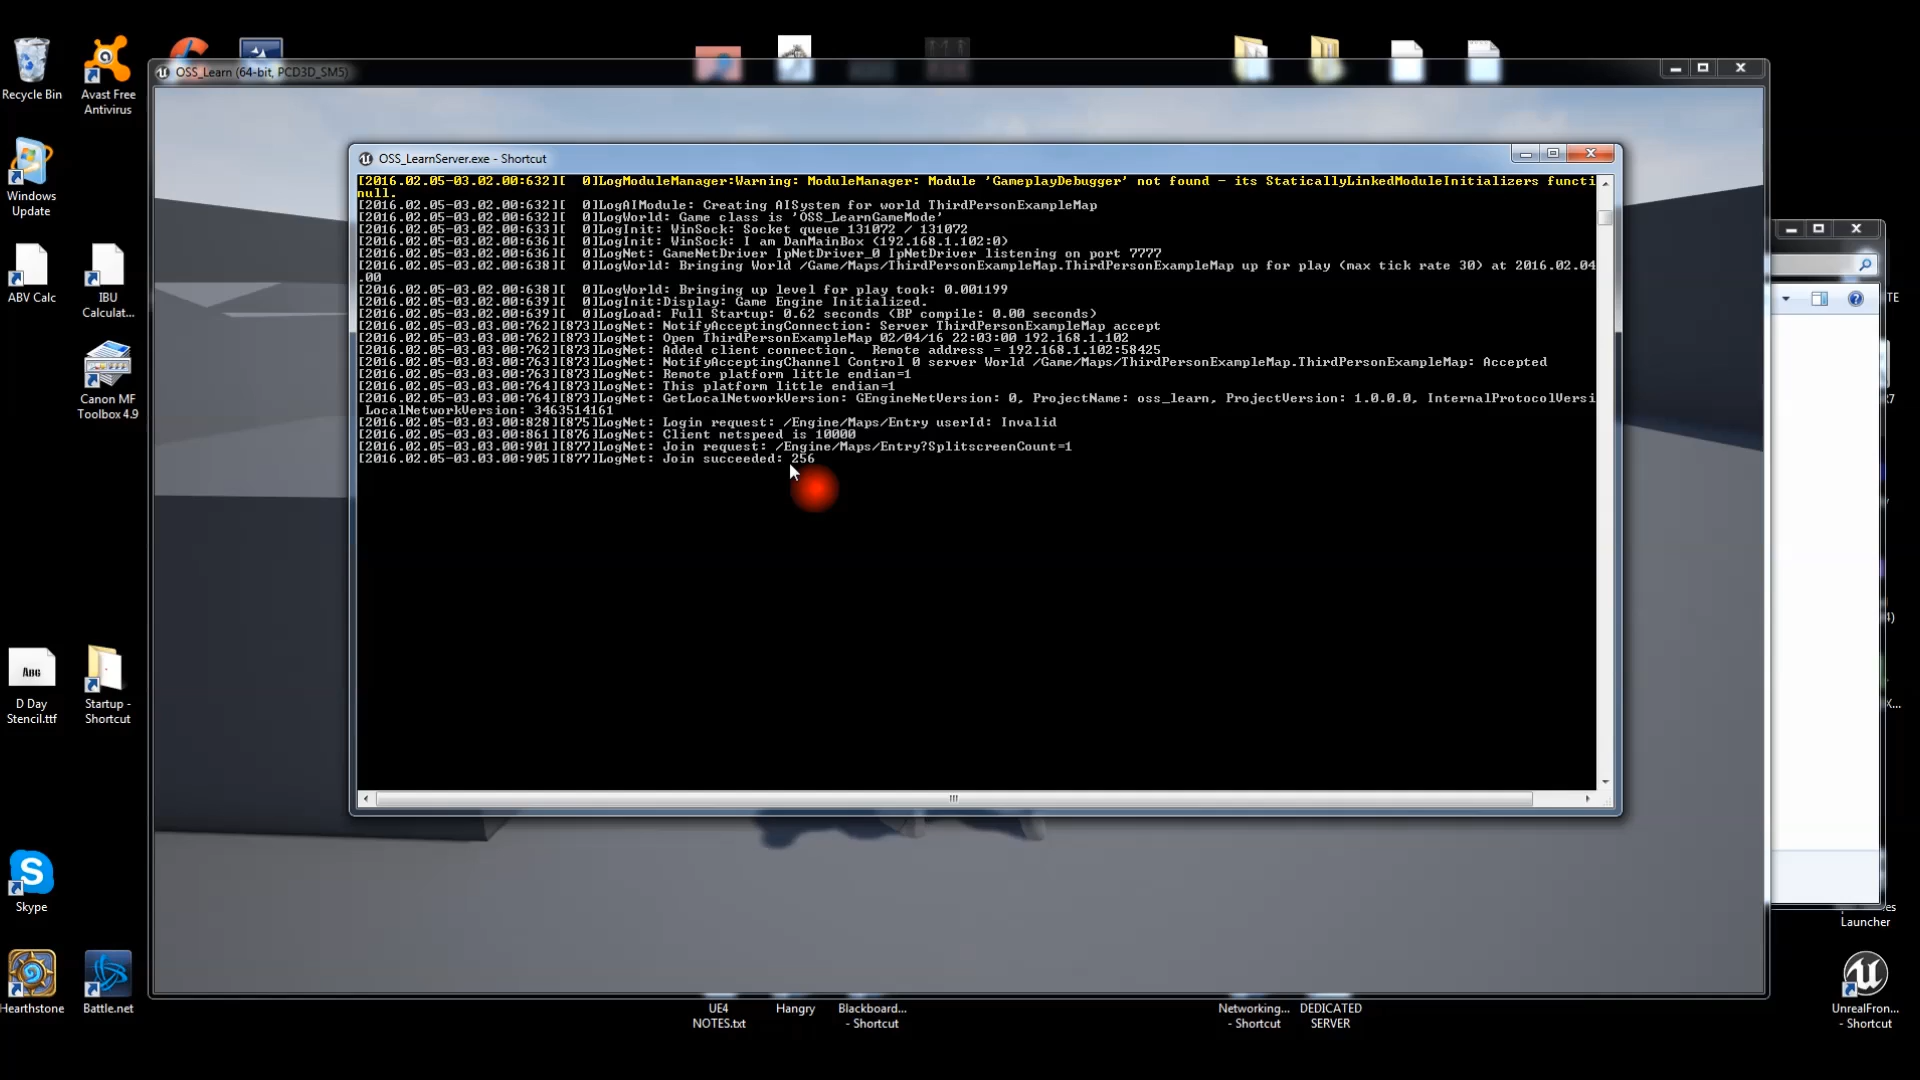 Recycle Bin
Avast Free
Antivirus
OSS_Learn (64-bit, PCD3D_SM5)
Windows
Update
ABV Calc
IBU
Calculat...
Canon MF
Toolbox 4.9
ABG
D Day
Stencil.ttf
Startup -
Shortcut
Skype
Hearthstone
Battle.net
OSS_LearnServer.exe - Shortcut
[2016.02.05-03.02.00:632][  0]LogModuleManager:Warning: ModuleManager: Module 'GameplayDebugger' not found - its StaticallyLinkedModuleInitializers functi
null.
[2016.02.05-03.02.00:632][  0]LogAIModule: Creating AISystem for world ThirdPersonExampleMap
[2016.02.05-03.02.00:632][  0]LogWorld: Game class is 'OSS_LearnGameMode'
[2016.02.05-03.02.00:633][  0]LogInit: WinSock: Socket queue 131072 / 131072
[2016.02.05-03.02.00:636][  0]LogInit: WinSock: I am DanMainBox (192.168.1.102:0)
[2016.02.05-03.02.00:636][  0]LogNet: GameNetDriver IpNetDriver_0 IpNetDriver listening on port 7777
[2016.02.05-03.02.00:638][  0]LogWorld: Bringing World /Game/Maps/ThirdPersonExampleMap.ThirdPersonExampleMap up for play (max tick rate 30) at 2016.02.04
.00
[2016.02.05-03.02.00:638][  0]LogWorld: Bringing up level for play took: 0.001199
[2016.02.05-03.02.00:639][  0]LogInit:Display: Game Engine Initialized.
[2016.02.05-03.02.00:639][  0]LogLoad: Full Startup: 0.62 seconds (BP compile: 0.00 seconds)
[2016.02.05-03.03.00:762][873]LogNet: NotifyAcceptingConnection: Server ThirdPersonExampleMap accept
[2016.02.05-03.03.00:762][873]LogNet: Open ThirdPersonExampleMap 02/04/16 22:03:00 192.168.1.102
[2016.02.05-03.03.00:762][873]LogNet: Added client connection.  Remote address = 192.168.1.102:58425
[2016.02.05-03.03.00:762][873]LogNet: NotifyAcceptingChannel Control 0 server World /Game/Maps/ThirdPersonExampleMap.ThirdPersonExampleMap: Accepted
[2016.02.05-03.03.00:763][873]LogNet: Remote platform little endian=1
[2016.02.05-03.03.00:764][873]LogNet: This platform little endian=1
[2016.02.05-03.03.00:764][873]LogNet: GetLocalNetworkVersion: GEngineNetVersion: 0, ProjectName: oss_learn, ProjectVersion: 1.0.0.0, InternalProtocolVersi
LocalNetworkVersion: 3463514161
[2016.02.05-03.03.00:828][875]LogNet: Login request: /Engine/Maps/Entry userId: Invalid
[2016.02.05-03.03.00:861][876]LogNet: Client netspeed is 10000
[2016.02.05-03.03.00:901][877]LogNet: Join request: /Engine/Maps/Entry?SplitscreenCount=1
[2016.02.05-03.03.00:905][877]LogNet: Join succeeded: 256
UE4
NOTES.txt
Hangry
Blackboard...
- Shortcut
Networking...
- Shortcut
DEDICATED
SERVER
Launcher
UnrealFron...
- Shortcut